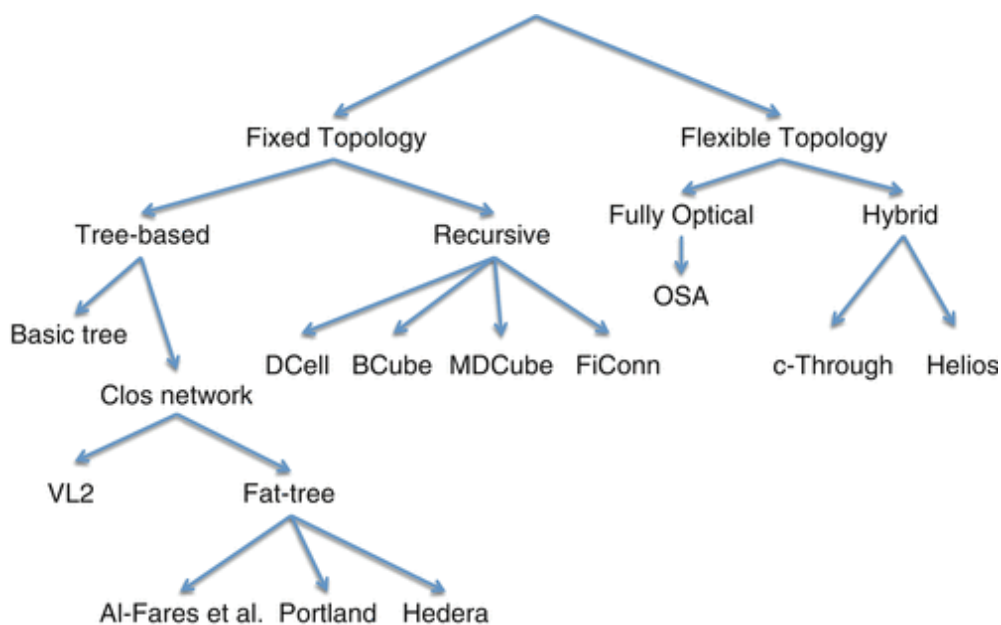 Fixed Topology
Flexible Topology
Tree-based
Recursive
Fully Optical
Hybrid
OSA
Basic tree
DCell
BCube
MDCube
FiConn
c-Through
Helios
Clos network
VL2
Fat-tree
Al-Fares et al.
Portland
Hedera